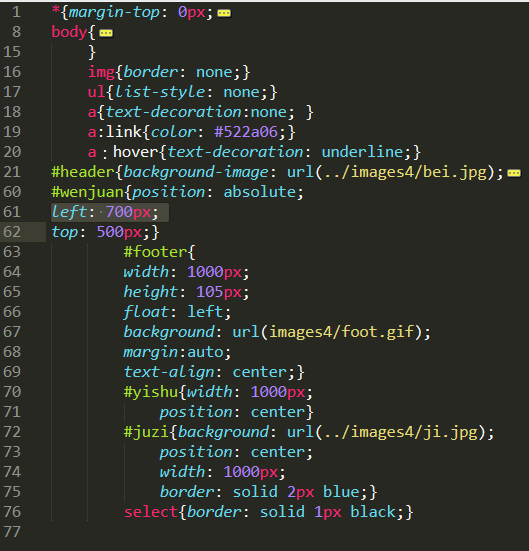 1 *{margin-top: 0px;
8 body{
15 }
16 img{border: none;}
17 ul{list-style: none;}
18 a{text-decoration:none; }
19 a:link{color: #522a06;}
20 a：hover{text-decoration: underline;}
21 #header{background-image: url(../images4/bei.jpg);
60 #wenjuan{position: absolute;
61 left: 700px;
62 top: 500px;}
63 #footer{
64 width: 1000px;
65 height: 105px;
66 float: left;
67 background: url(images4/foot.gif);
68 margin:auto;
69 text-align: center;}
70 #yishu{width: 1000px;
71 position: center}
72 #juzi{background: url(../images4/ji.jpg);
73 position: center;
74 width: 1000px;
75 border: solid 2px blue;}
76 select{border: solid 1px black;}
77